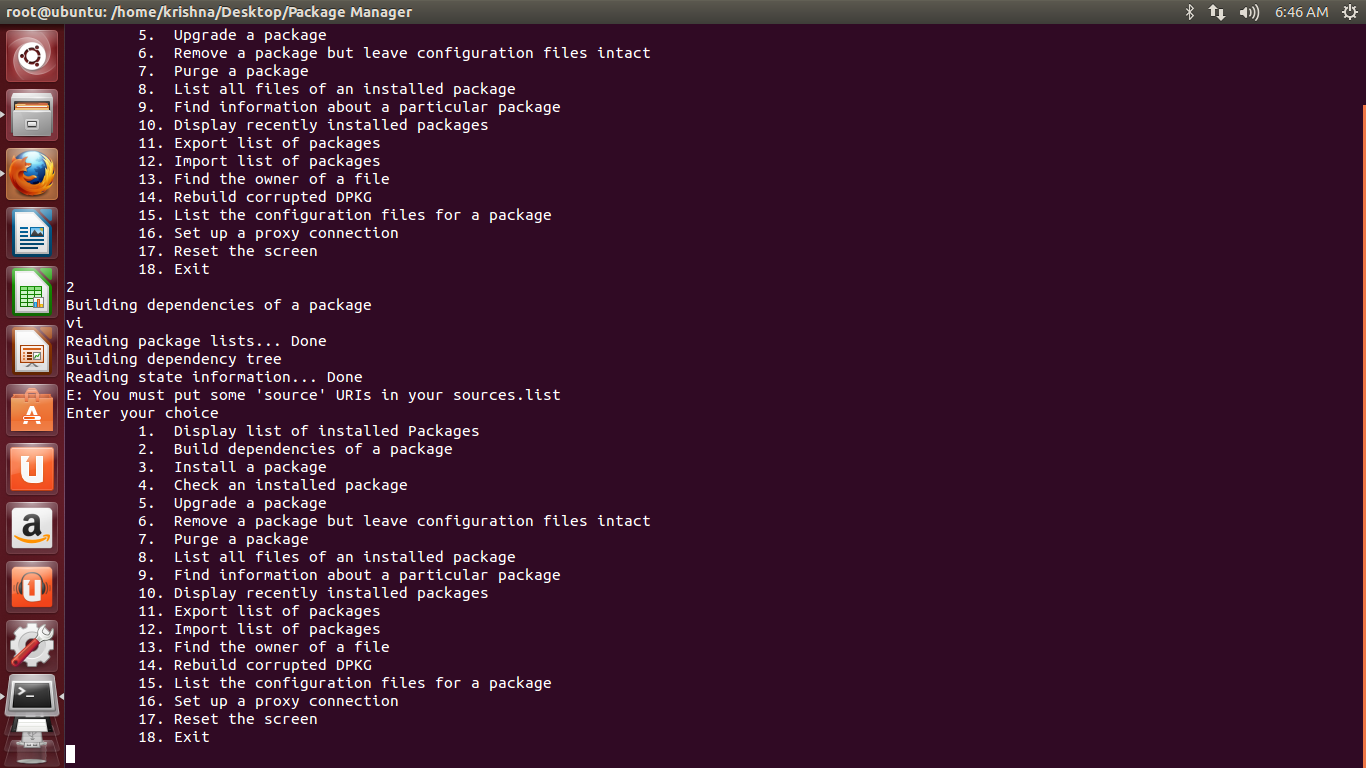 root@ubuntu: /home/krishna/Desktop/Package Manager
6:46 AM
5. Upgrade a package
6. Remove a package but leave configuration files intact
7. Purge a package
8. List all files of an installed package
9. Find information about a particular package
10. Display recently installed packages
11. Export list of packages
12. Import list of packages
13. Find the owner of a file
14. Rebuild corrupted DPKG
15. List the configuration files for a package
16. Set up a proxy connection
17. Reset the screen
18. Exit
2
Building dependencies of a package
vi
Reading package lists... Done
Building dependency tree
Reading state information... Done
E: You must put some 'source' URIs in your sources.list
Enter your choice
1. Display list of installed Packages
2. Build dependencies of a package
3. Install a package
4. Check an installed package
5. Upgrade a package
6. Remove a package but leave configuration files intact
7. Purge a package
8. List all files of an installed package
9. Find information about a particular package
10. Display recently installed packages
11. Export list of packages
12. Import list of packages
13. Find the owner of a file
14. Rebuild corrupted DPKG
15. List the configuration files for a package
16. Set up a proxy connection
17. Reset the screen
18. Exit